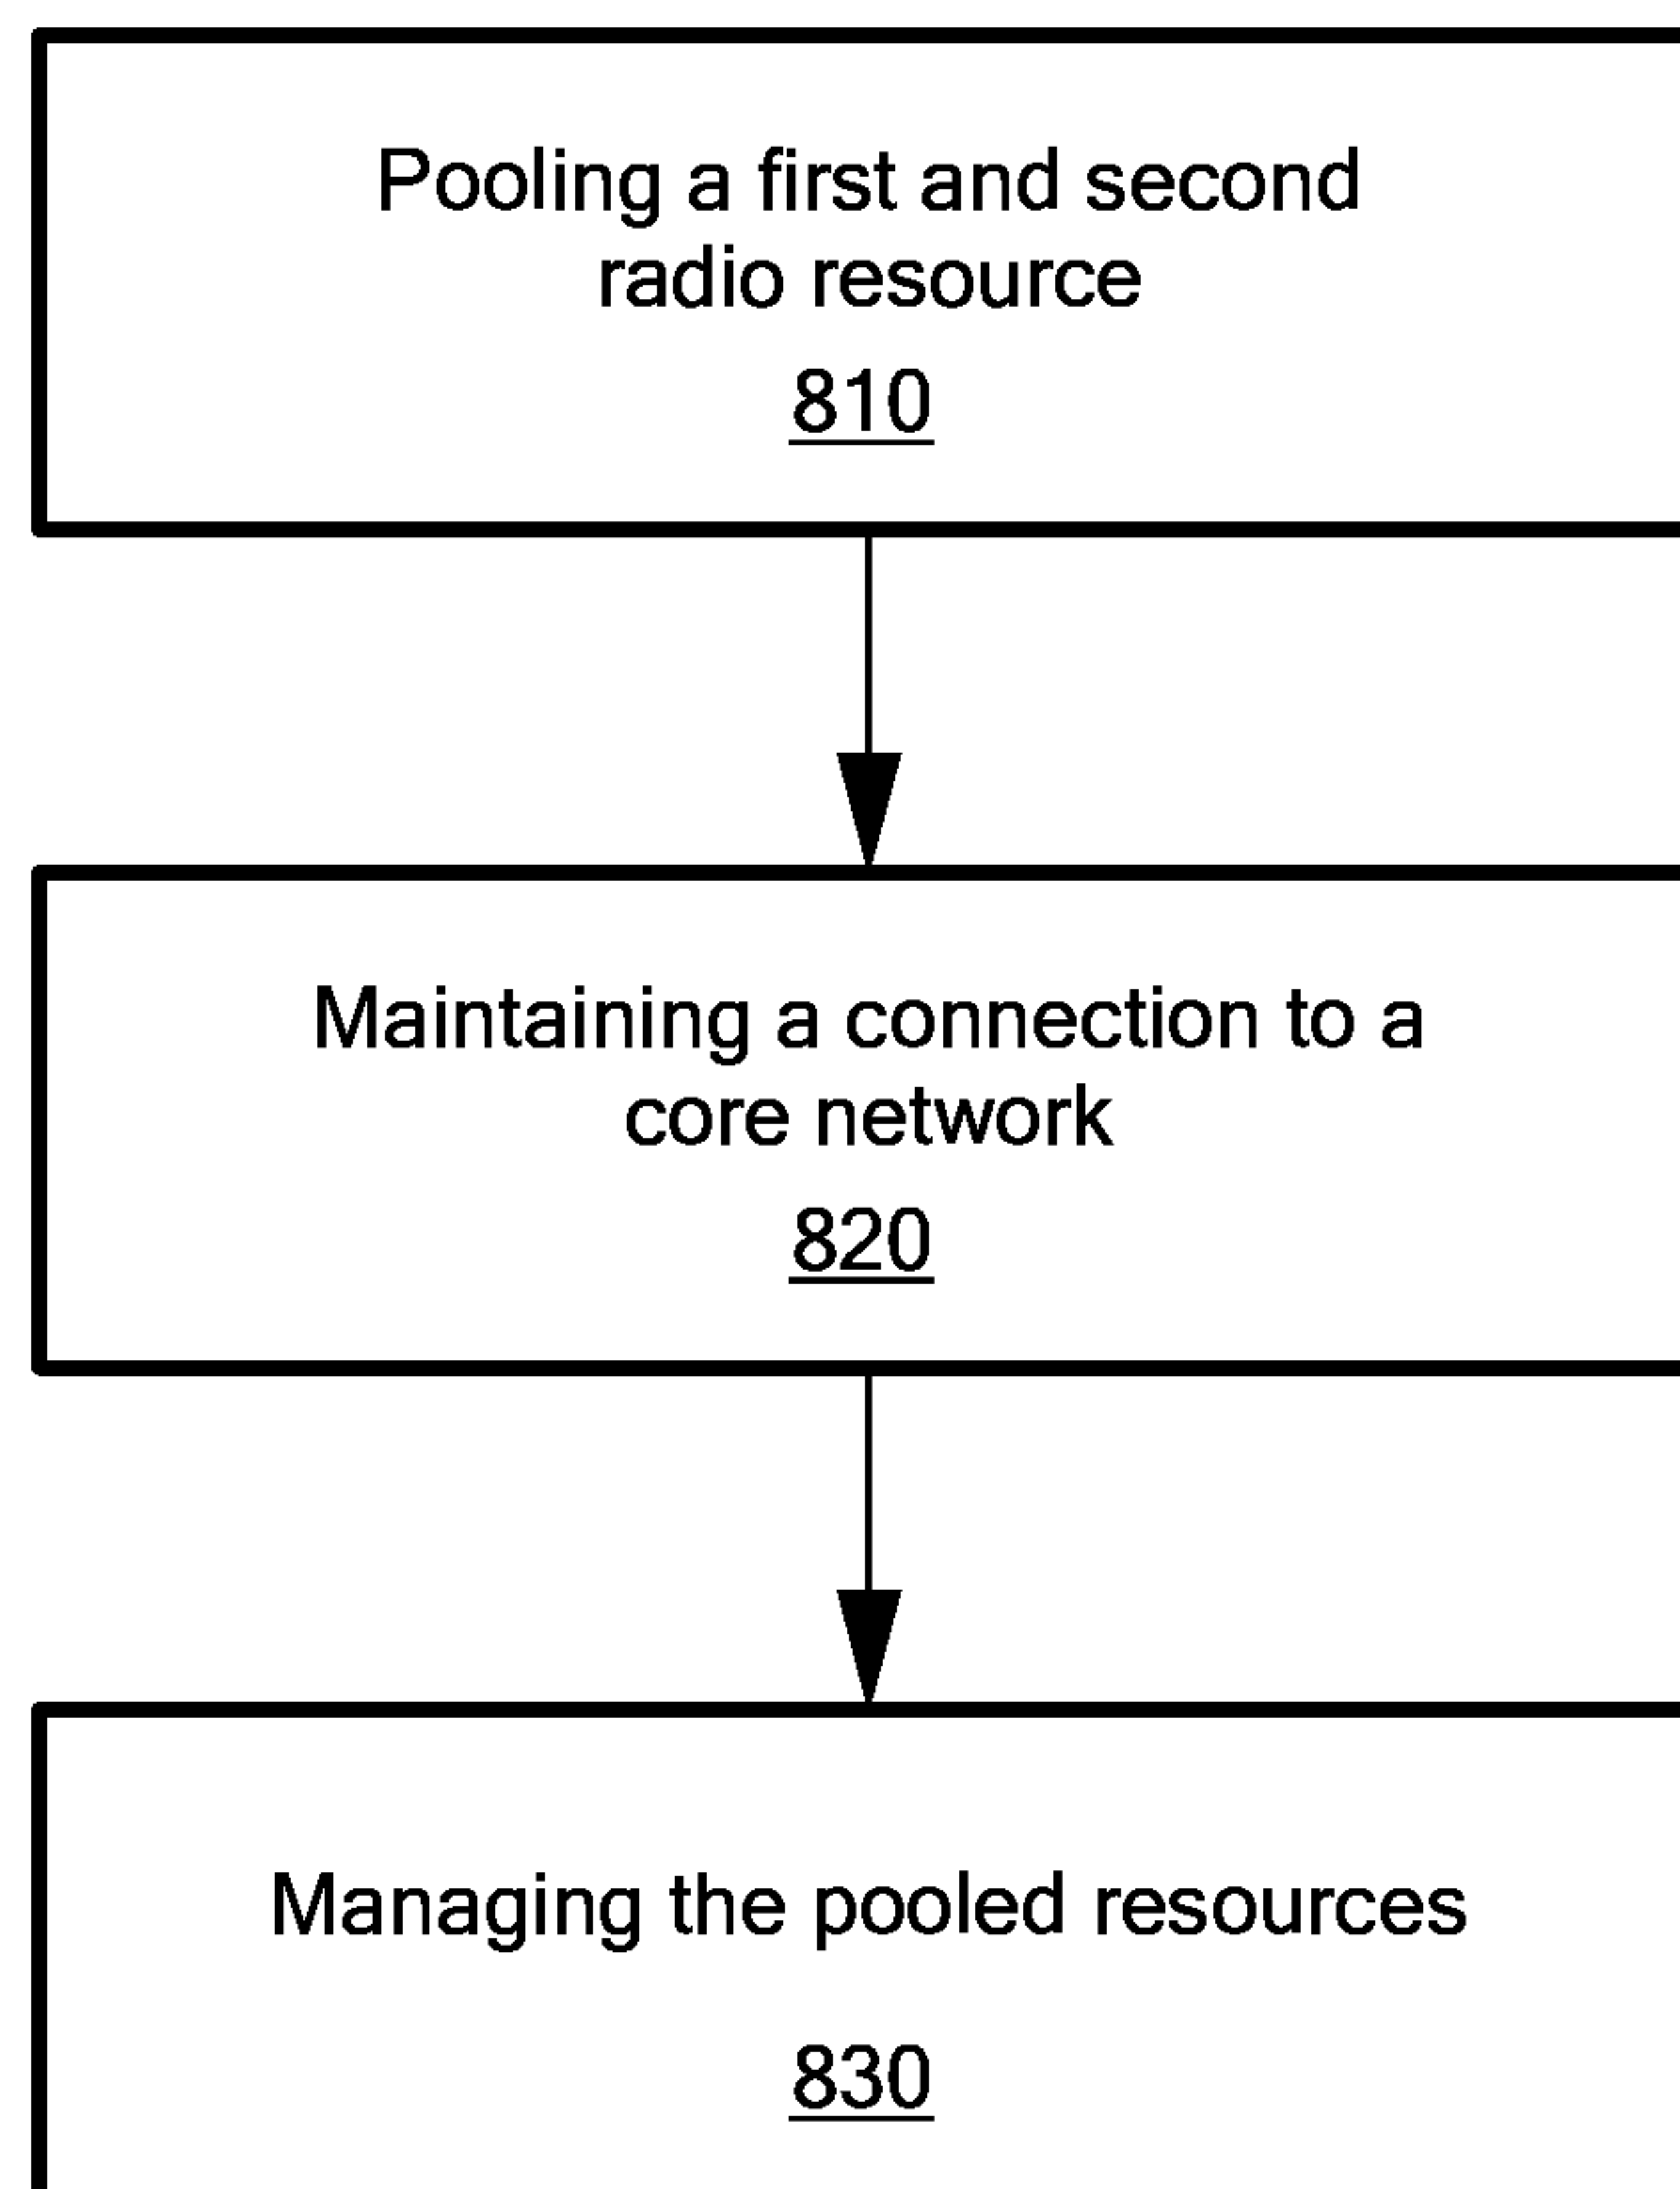 Pooling a first and second
radio resource
810
Maintaining a connection to a
core network
820
Managing the pooled resources
830